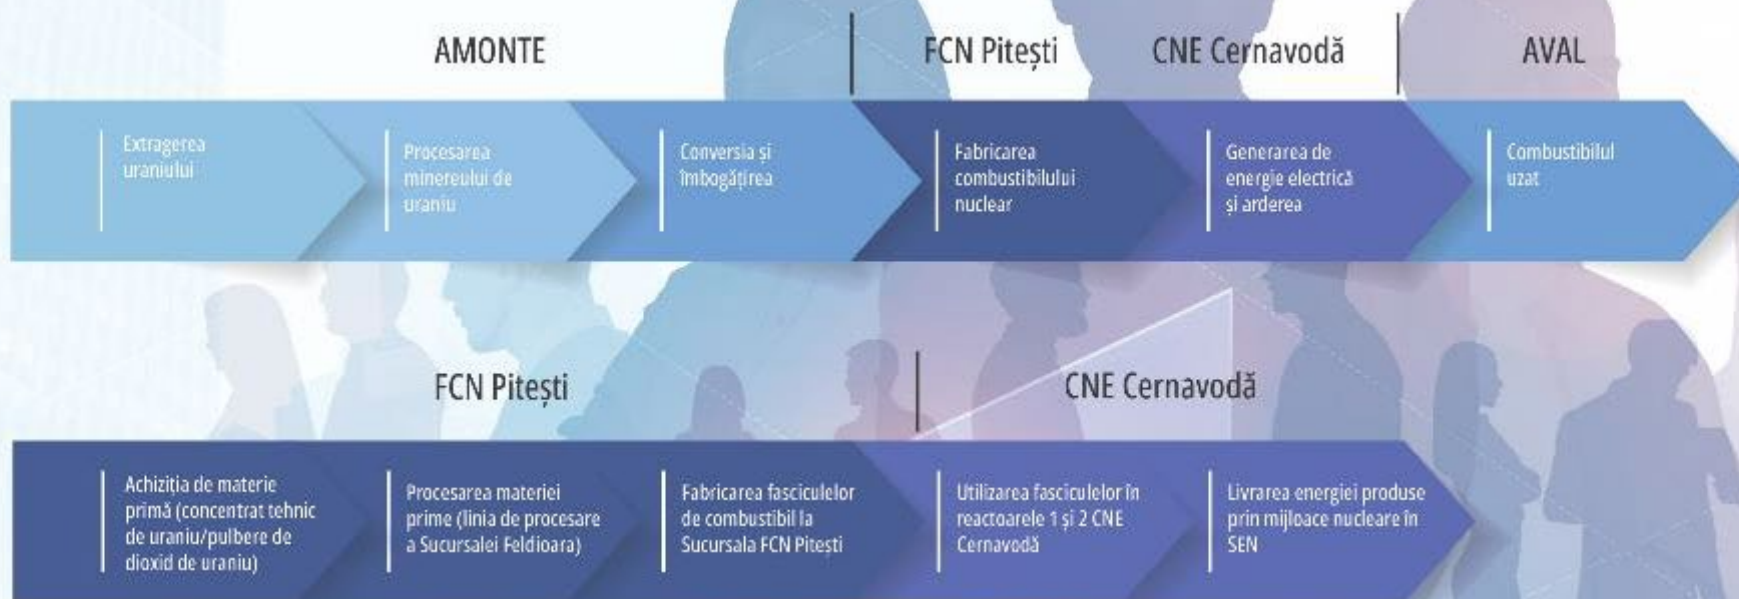 AMONTE
FCN Pitești
CNE Cernavodă
AVAL
Extragerea
uraniului
Procesarea
minereului de
uraniu
Conversia și
îmbogățirea
Fabricarea
combustibilului
nuclear
Generarea de
energie electrică
și arderea
Combustibilul
uzat
FCN Pitești
CNE Cernavodă
Achiziția de materie
primă (concentrat tehnic
de uraniu/pulbere de
dioxid de uraniu)
Procesarea materiei
prime (linia de procesare
a Sucursalei Feldioara)
Fabricarea fasciculelor
de combustibil la
Sucursala FCN Pitești
Utilizarea fasciculelor în
reactoarele 1 și 2 CNE
Cernavodă
Livrarea energiei produse
prin mijloace nucleare în
SEN